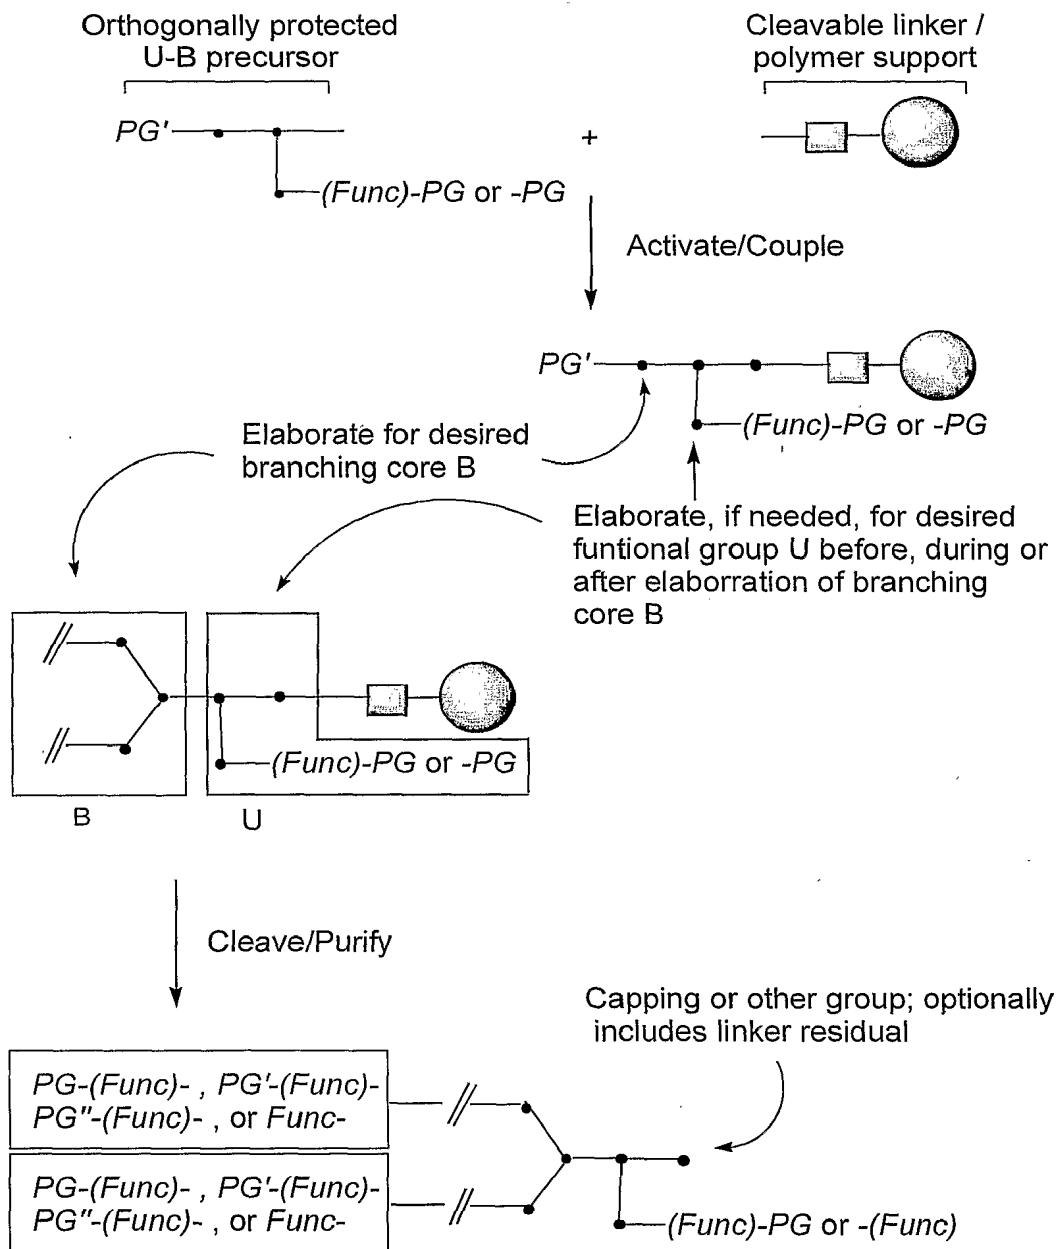 Orthogonally protected
U-B precursor
Cleavable linker /
polymer support
PG'
+
(Func)-PG or -PG
Activate/Couple
PG'
(Func)-PG or -PG
Elaborate for desired
branching core B
Elaborate, if needed, for desired
funtional group U before, during or
after elaborration of branching
core B
(Func)-PG or -PG
B
U
Cleave/Purify
Capping or other group; optionally
includes linker residual
PG-(Func)- , PG'-(Func)-
PG"-(Func)- , or Func-
PG-(Func)- , PG'-(Func)-
PG"-(Func)- , or Func-
(Func)-PG or -(Func)